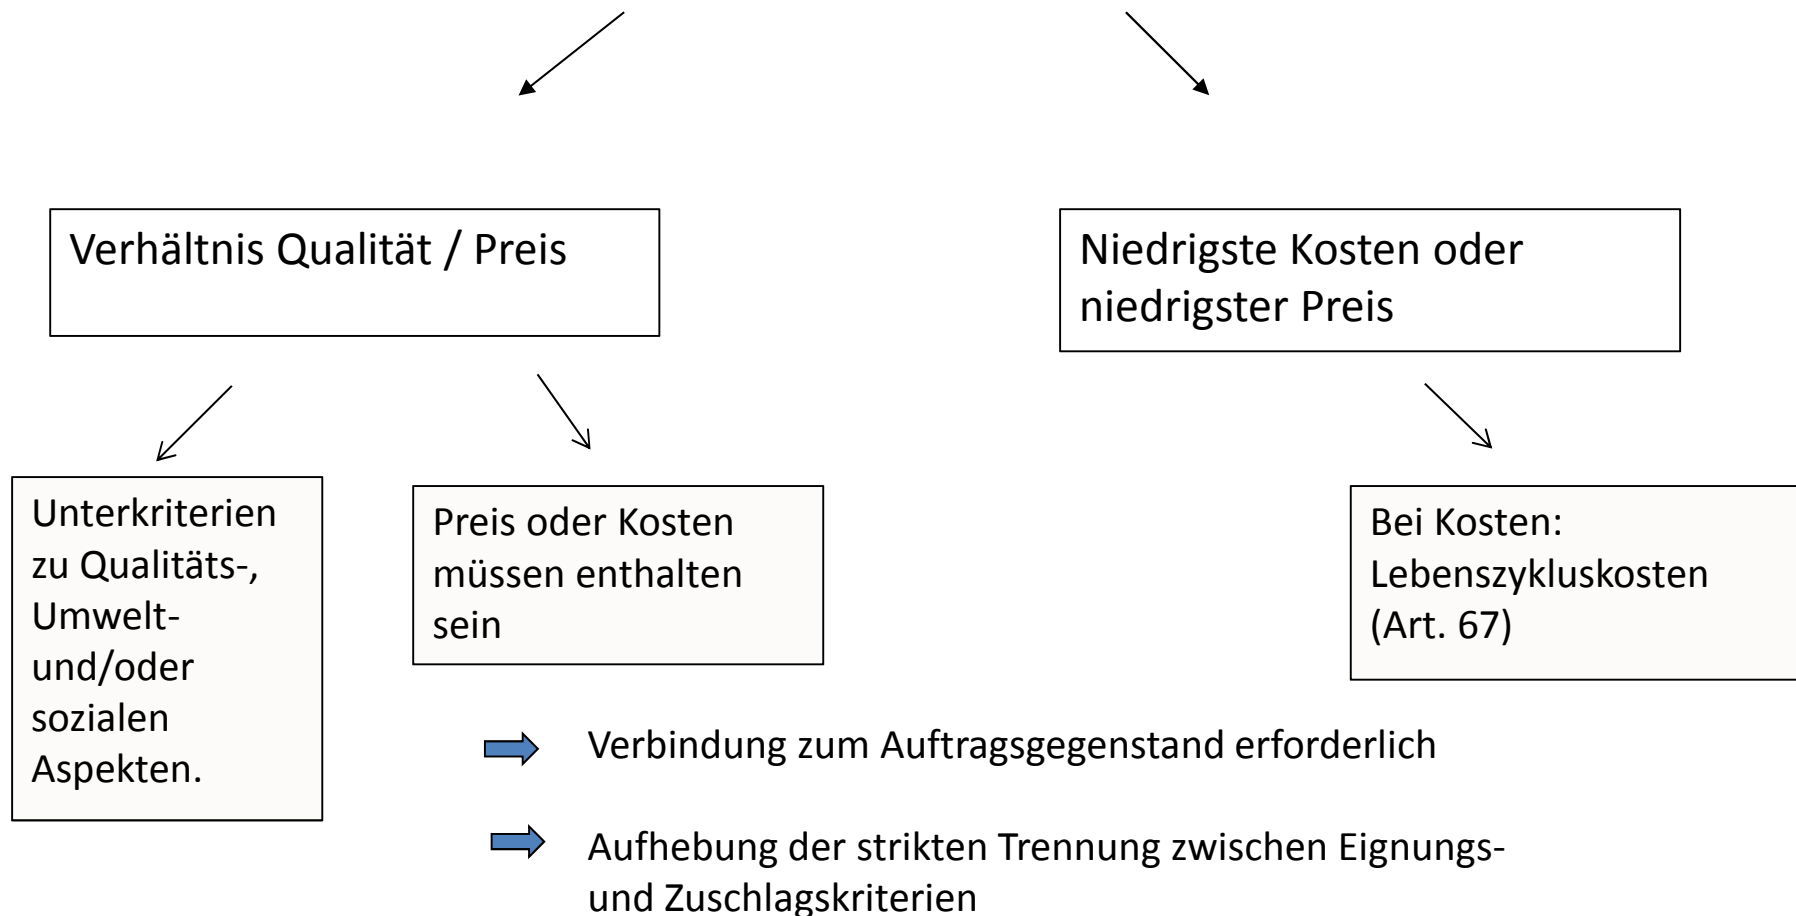 Verhältnis Qualität / Preis
Niedrigste Kosten oder
niedrigster Preis
Unterkriterien
zu Qualitäts-,
Umwelt-
und/oder
sozialen
Aspekten.
Preis oder Kosten
müssen enthalten
sein
Bei Kosten:
Lebenszykluskosten
(Art. 67)
Verbindung zum Auftragsgegenstand erforderlich
Aufhebung der strikten Trennung zwischen Eignungs-
und Zuschlagskriterien